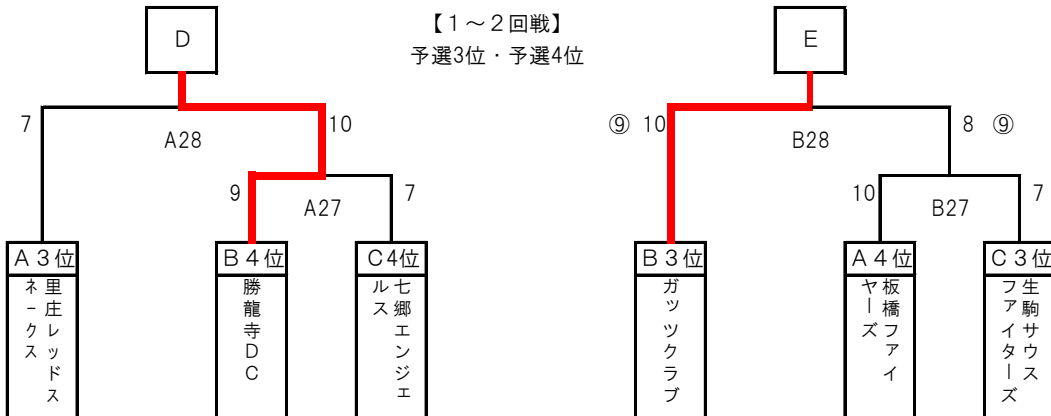 【１～２回戦】
予選3位・予選4位
D
E
7
A28
10
⑨ 10
B28
8 ⑨
9
A27
7
10
B27
7
A３位
B４位
C4位
B３位
A４位
C３位
里庄レッドス
ネークス
勝龍寺DC
七郷エンジェ
ルス
ガッツクラブ
板橋ファイ
ヤーズ
生駒サウス
ファイターズ